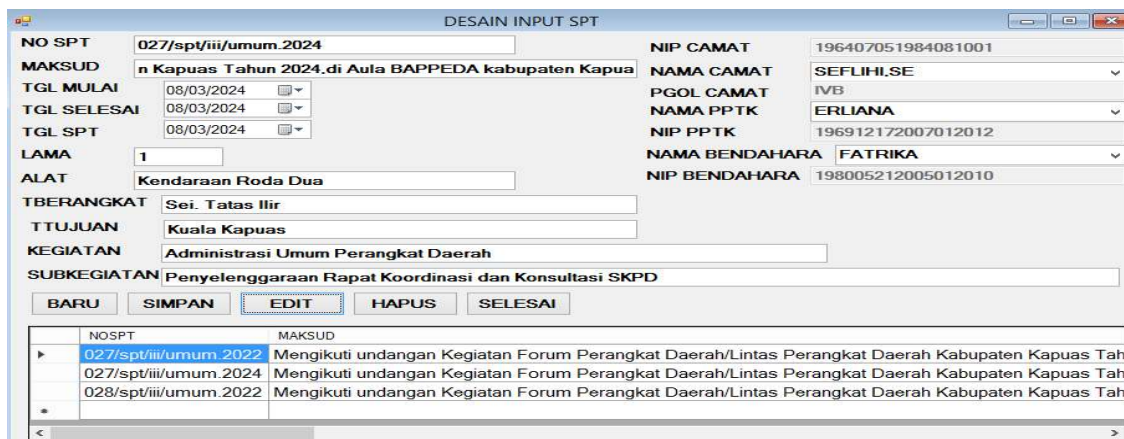 DESAIN INPUT SPT
NO SPT 027/spt/iii/umum.2024
MAKSUD n Kapuas Tahun 2024.di Aula BAPPEDA kabupaten Kapua
TGL MULAI 08/03/2024
TGL SELESAI 08/03/2024
TGL SPT 08/03/2024
LAMA 1
ALAT Kendaraan Roda Dua
TBERANGKAT Sei. Tatas Ilir
TTUJUAN Kuala Kapuas
KEGIATAN Administrasi Umum Perangkat Daerah
SUBKEGIATAN Penyelenggaraan Rapat Koordinasi dan Konsultasi SKPD
NIP CAMAT 196407051984081001
NAMA CAMAT SEFLIHI,SE
PGOL CAMAT IVB
NAMA PPTK ERLIANA
NIP PPTK 196912172007012012
NAMA BENDAHARA FATRIKA
NIP BENDAHARA 198005212005012010
BARU SIMPAN EDIT HAPUS SELESAI
NOSPT MAKSUD
027/spt/iii/umum.2022 Mengikuti undangan Kegiatan Forum Perangkat Daerah/Lintas Perangkat Daerah Kabupaten Kapuas Tah
027/spt/iii/umum.2024 Mengikuti undangan Kegiatan Forum Perangkat Daerah/Lintas Perangkat Daerah Kabupaten Kapuas Tah
028/spt/iii/umum.2022 Mengikuti undangan Kegiatan Forum Perangkat Daerah/Lintas Perangkat Daerah Kabupaten Kapuas Tah